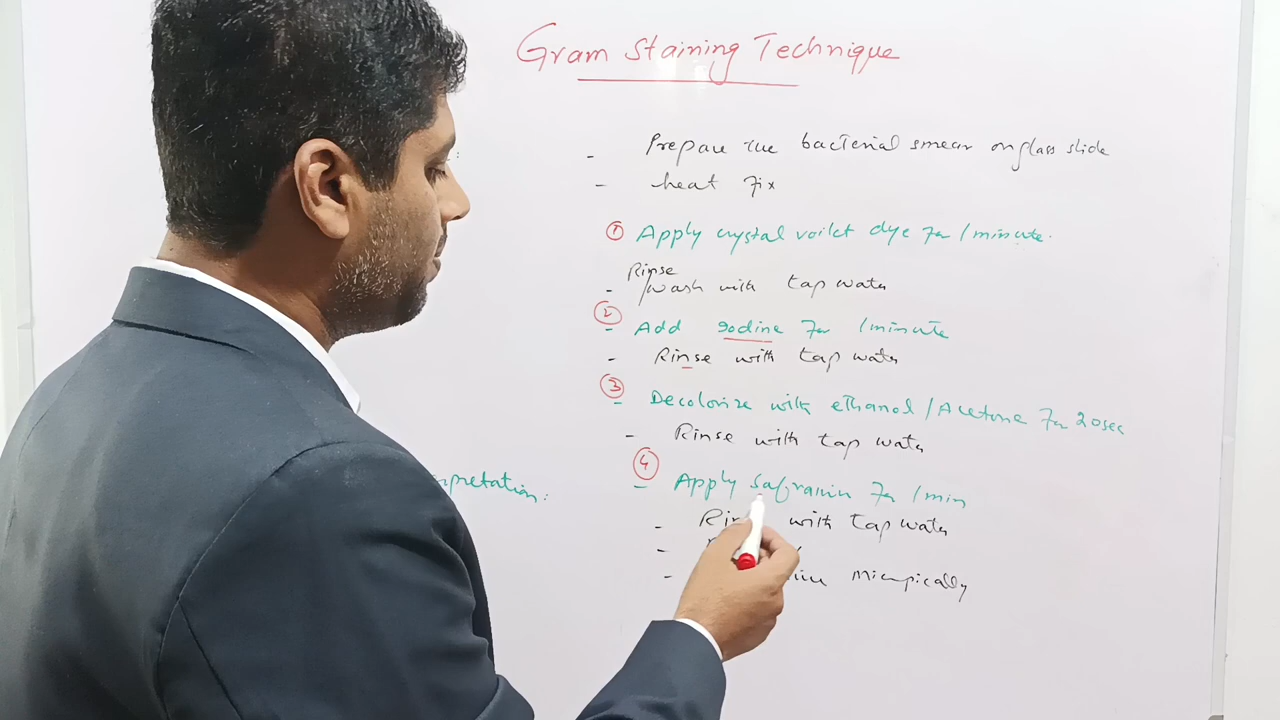 Gram Staining Technique
- Prepare the bacterial smear on glass slide
- heat fix
① Apply crystal voilet dye for 1 minute.
Rinse
- /wash with tap water
②
- Add Iodine for 1 minute
- Rinse with tap water
③
- Decolorize with ethanol / Acetone for 20sec
- Rinse with tap water
④
- Apply safranin for 1 min
pretation:
- with tap water
-
- Micropically